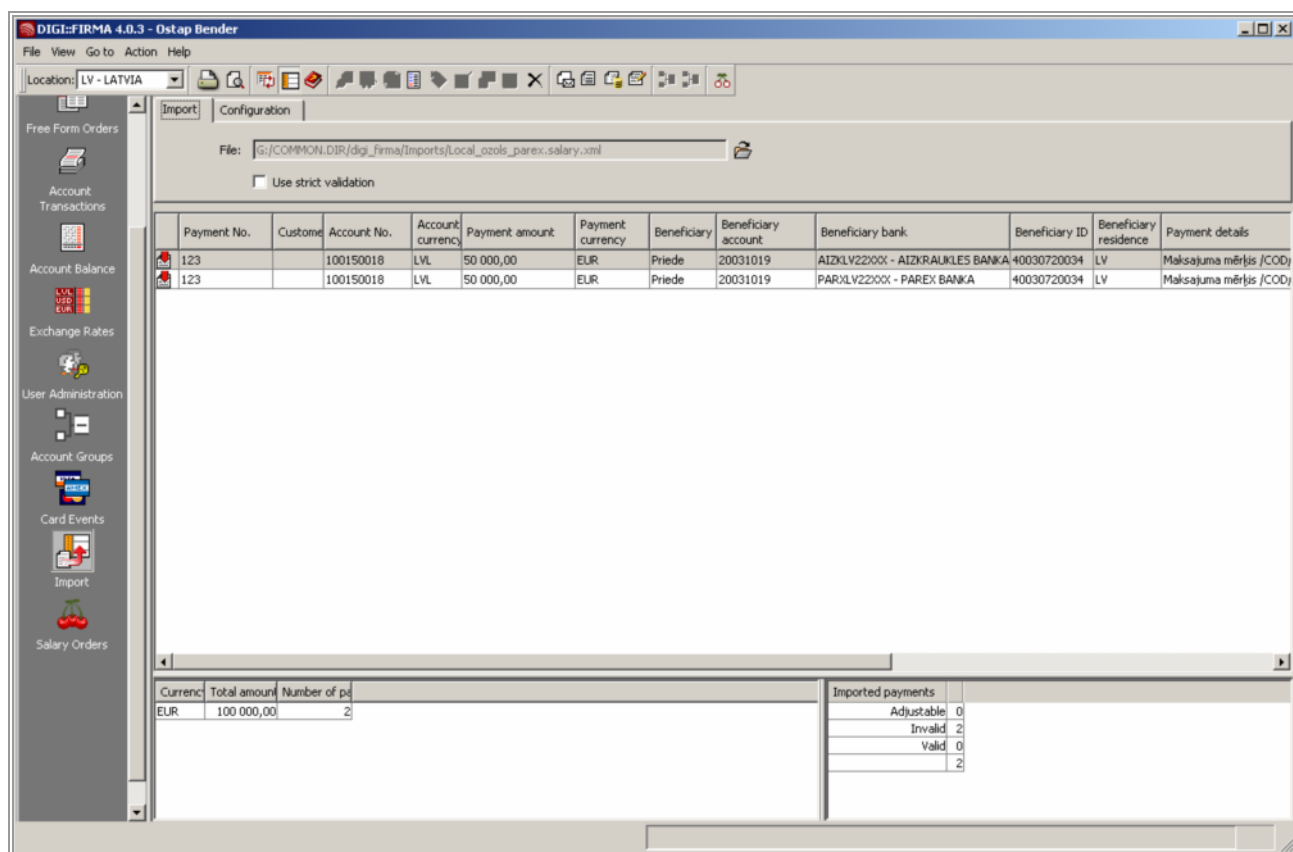 DIGI::FIRMA 4.0.3 - Ostap Bender
File View Go to Action Help
Location: LV - LATVIA
Free Form Orders
Account
Transactions
Account Balance
LVL
USD
EUR
Exchange Rates
User Administration
Account Groups
Card Events
Import
Salary Orders
Import Configuration
File: G:/COMMON.DIR/digi_firma/Imports/Local_ozols_parex.salary.xml
Use strict validation
Payment No. Custome Account No. Account currency Payment amount Payment currency Beneficiary Beneficiary account Beneficiary bank Beneficiary ID Beneficiary residence Payment details
123 100150018 LVL 50 000,00 EUR Priede 20031019 AIZKLV22XXX - AIZKRAUKLES BANKA 40030720034 LV Maksajuma mērķis /COD/
123 100150018 LVL 50 000,00 EUR Priede 20031019 PARXLV22XXX - PAREX BANKA 40030720034 LV Maksajuma mērķis /COD/
Currenc Total amount Number of pa
EUR 100 000,00 2
Imported payments
Adjustable 0
Invalid 2
Valid 0
2